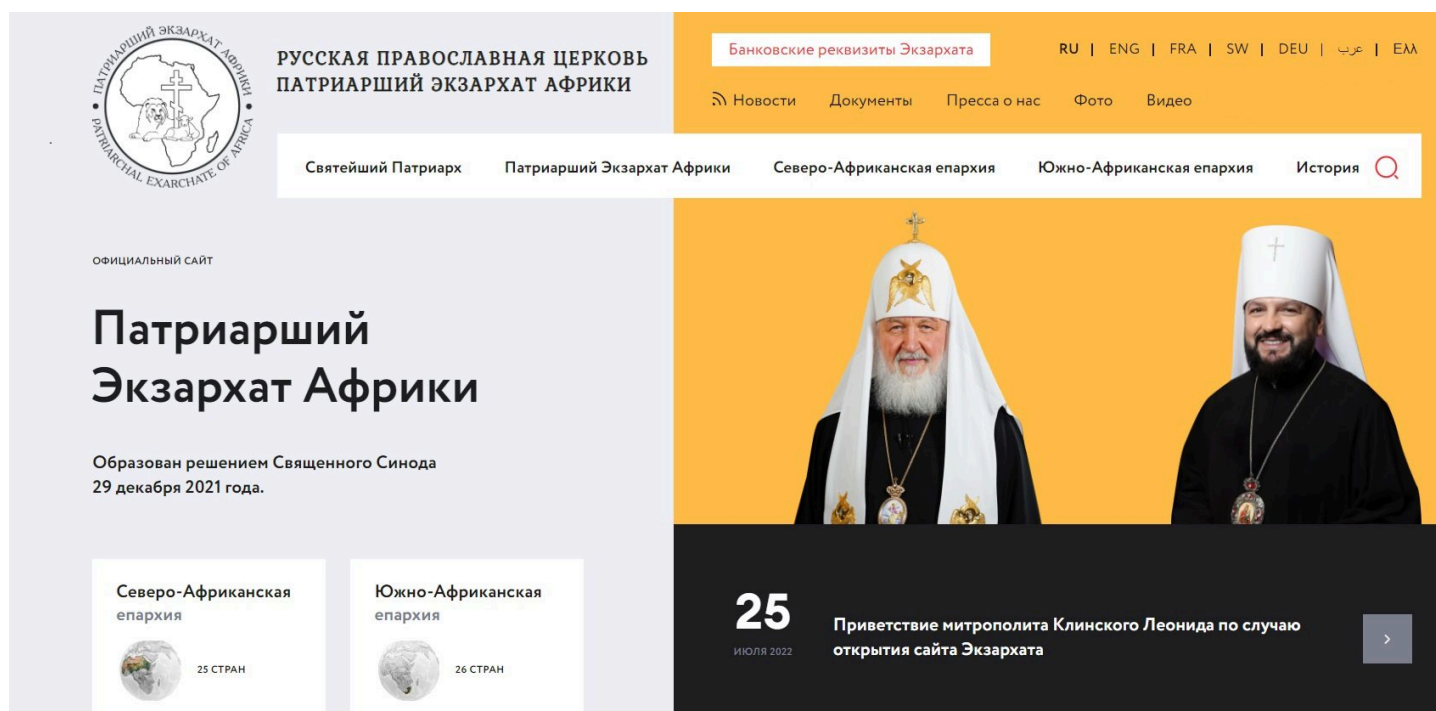 ПАТРИАРШИЙ ЭКЗАРХАТ АФРИКИ
PATRIARCHAL EXARCHATE OF AFRICA
РУССКАЯ ПРАВОСЛАВНАЯ ЦЕРКОВЬ
ПАТРИАРШИЙ ЭКЗАРХАТ АФРИКИ
Банковские реквизиты Экзархата
RU | ENG | FRA | SW | DEU | عرب | Ελλ
Новости Документы Пресса о нас Фото Видео
Святейший Патриарх Патриарший Экзархат Африки Северо-Африканская епархия Южно-Африканская епархия История
ОФИЦИАЛЬНЫЙ САЙТ
Патриарший
Экзархат Африки
Образован решением Священного Синода
29 декабря 2021 года.
Северо-Африканская
епархия
25 СТРАН
Южно-Африканская
епархия
26 СТРАН
25
ИЮЛЯ 2022
Приветствие митрополита Клинского Леонида по случаю
открытия сайта Экзархата